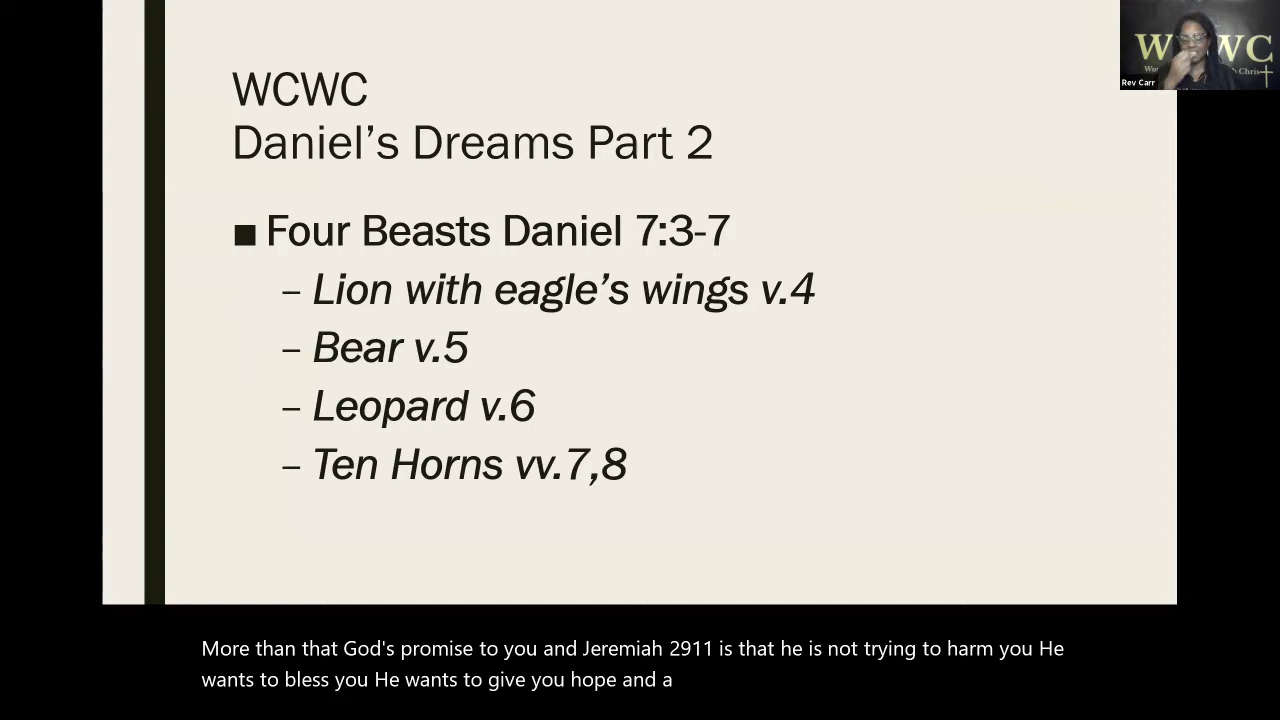 WCWC
Daniel’s Dreams Part 2
■ Four Beasts Daniel 7:3-7
– Lion with eagle’s wings v.4
– Bear v.5
– Leopard v.6
– Ten Horns vv.7,8
Rev Carr
More than that God's promise to you and Jeremiah 2911 is that he is not trying to harm you He
wants to bless you He wants to give you hope and a